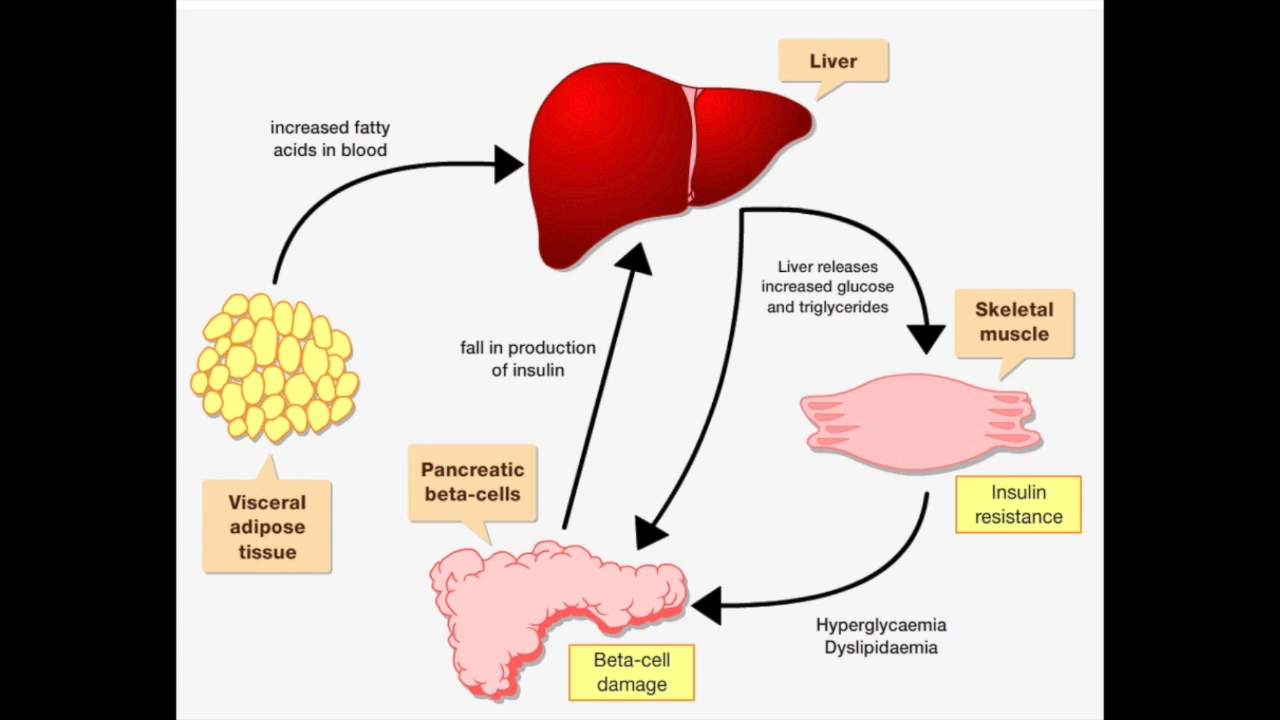 Liver
increased fatty
acids in blood
Liver releases
increased glucose
and triglycerides
Skeletal
muscle
fall in production
of insulin
Pancreatic
beta-cells
Visceral
adipose
tissue
Insulin
resistance
Hyperglycaemia
Dyslipidaemia
Beta-cell
damage